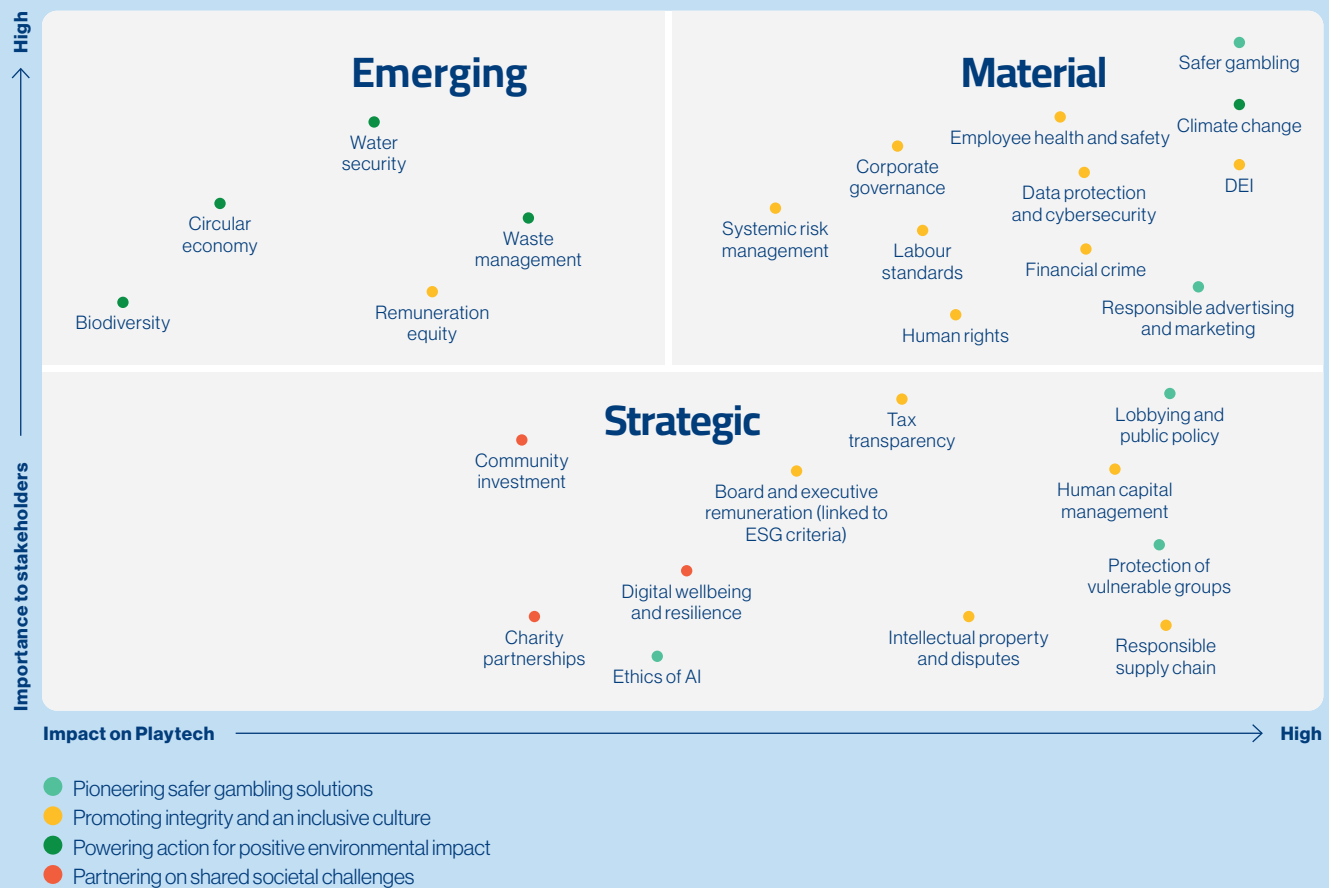 High
Importance to stakeholders
Emerging
Water
security
Circular
economy
Waste
management
Biodiversity
Remuneration
equity
Material
Safer gambling
Climate change
Employee health and safety
Corporate
governance
DEI
Data protection
and cybersecurity
Systemic risk
management
Labour
standards
Financial crime
Responsible advertising
and marketing
Human rights
Strategic
Tax
transparency
Lobbying and
public policy
Community
investment
Board and executive
remuneration (linked to
ESG criteria)
Human capital
management
Protection of
vulnerable groups
Digital wellbeing
and resilience
Charity
partnerships
Intellectual property
and disputes
Responsible
supply chain
Ethics of AI
Impact on Playtech
High
Pioneering safer gambling solutions
Promoting integrity and an inclusive culture
Powering action for positive environmental impact
Partnering on shared societal challenges